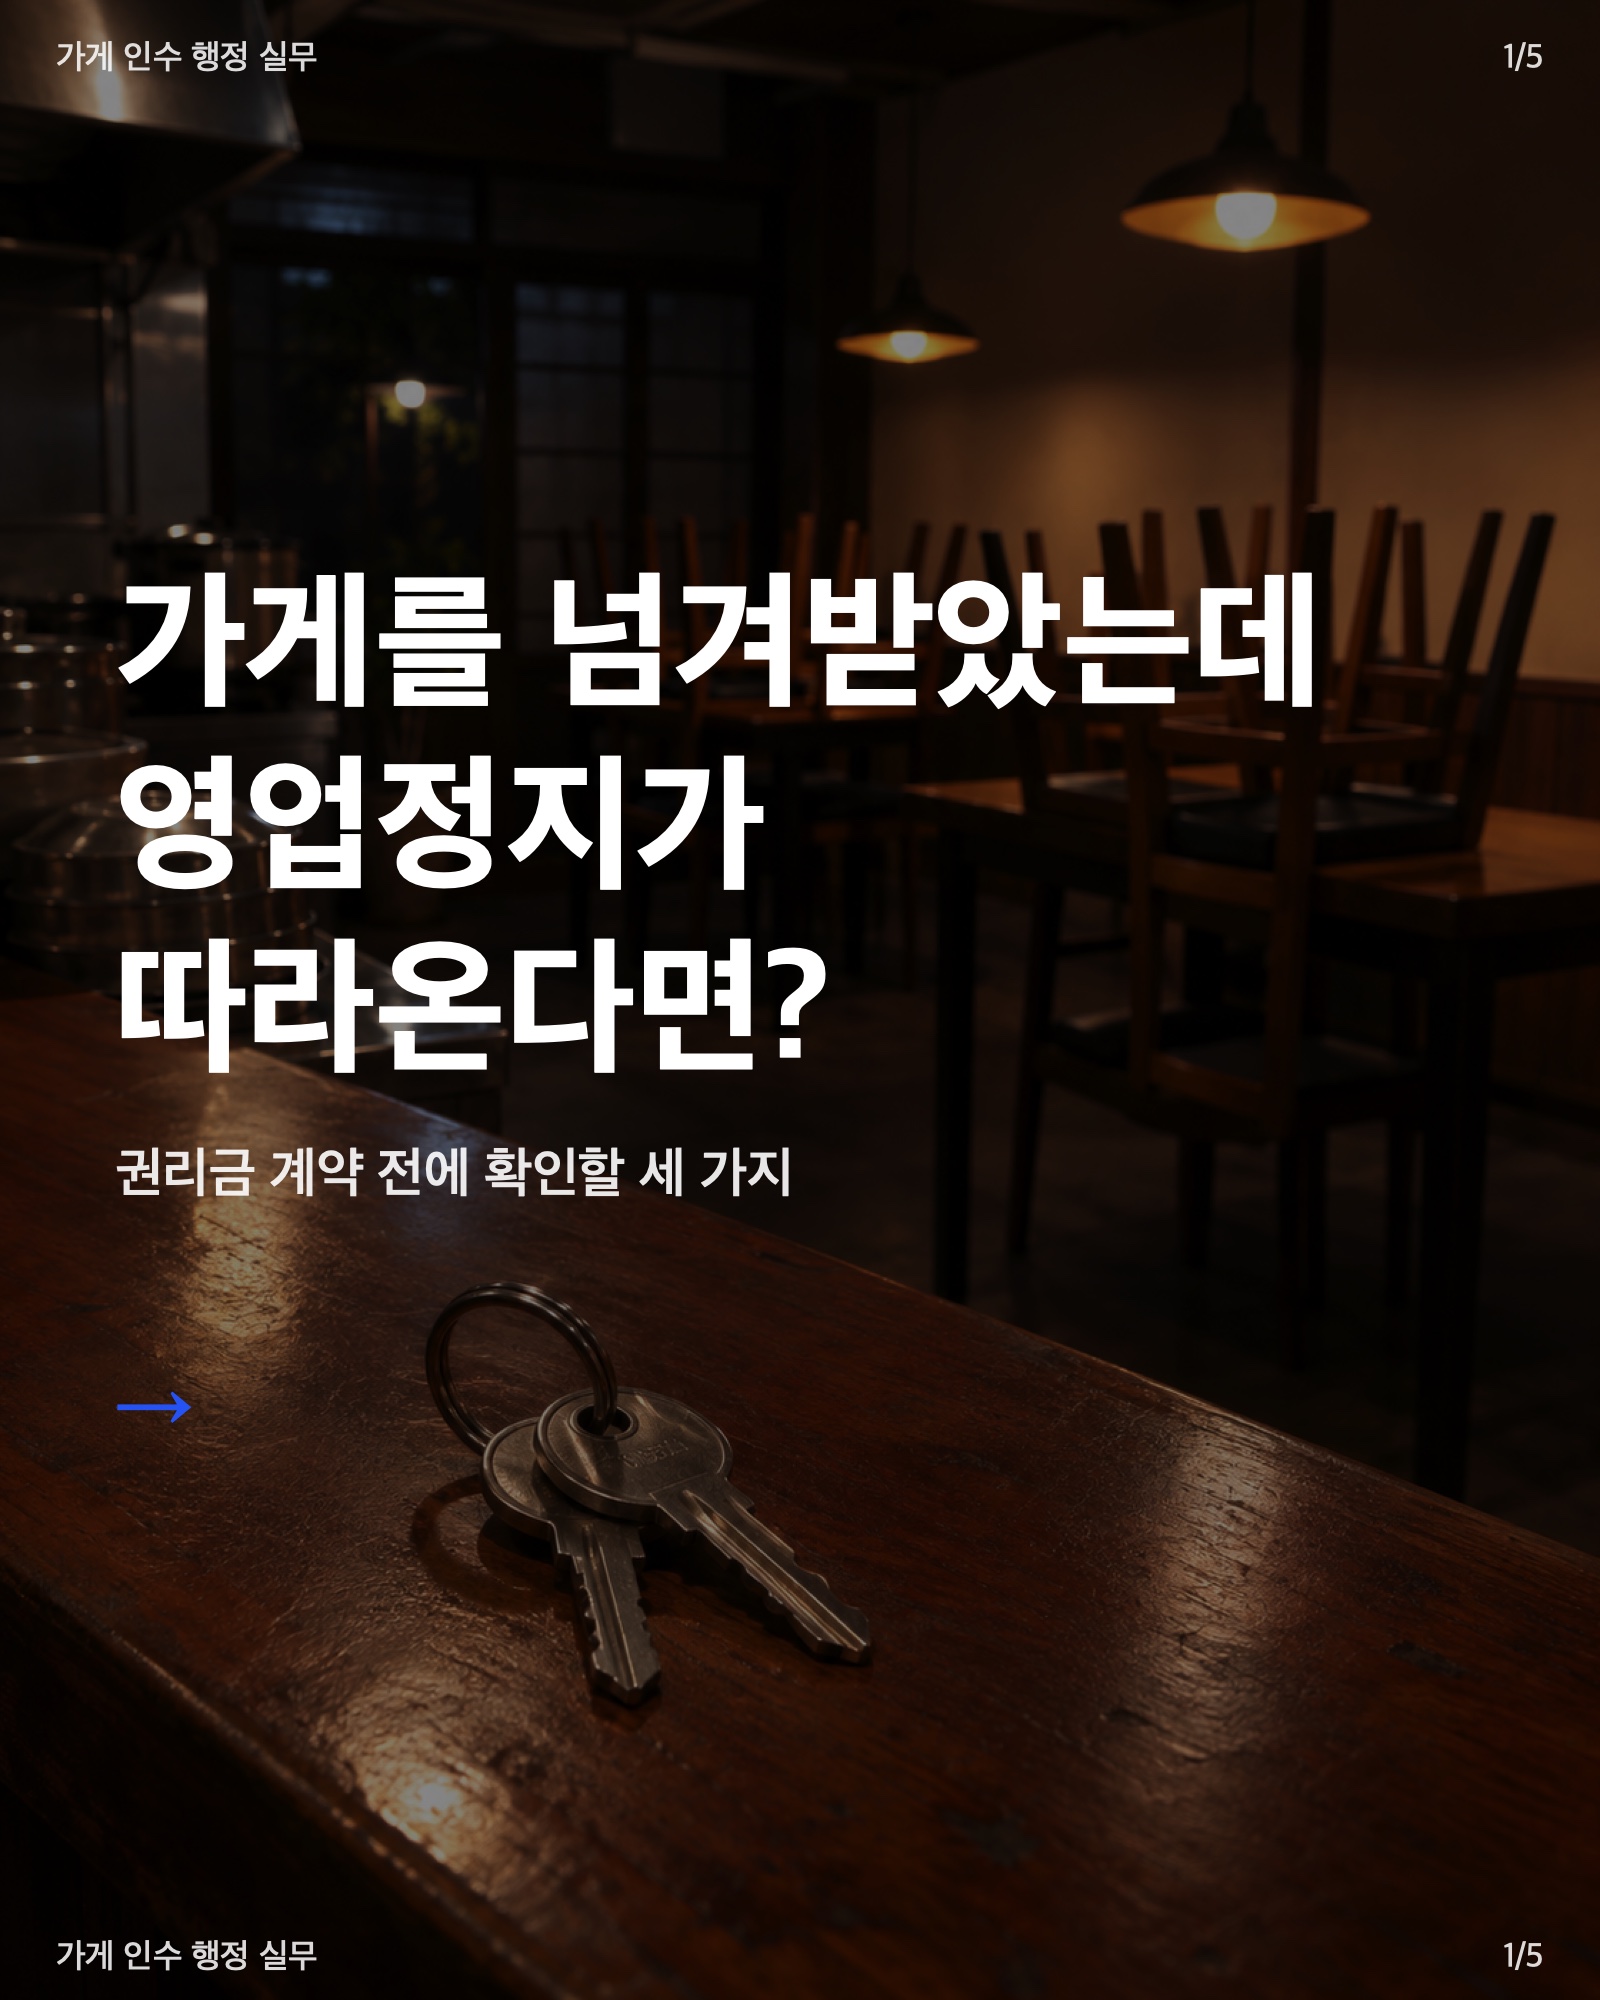 가게 인수 행정 실무
1/5
가게를 넘겨받았는데
영업정지가
따라온다면?
권리금 계약 전에 확인할 세 가지
→
가게 인수 행정 실무
1/5